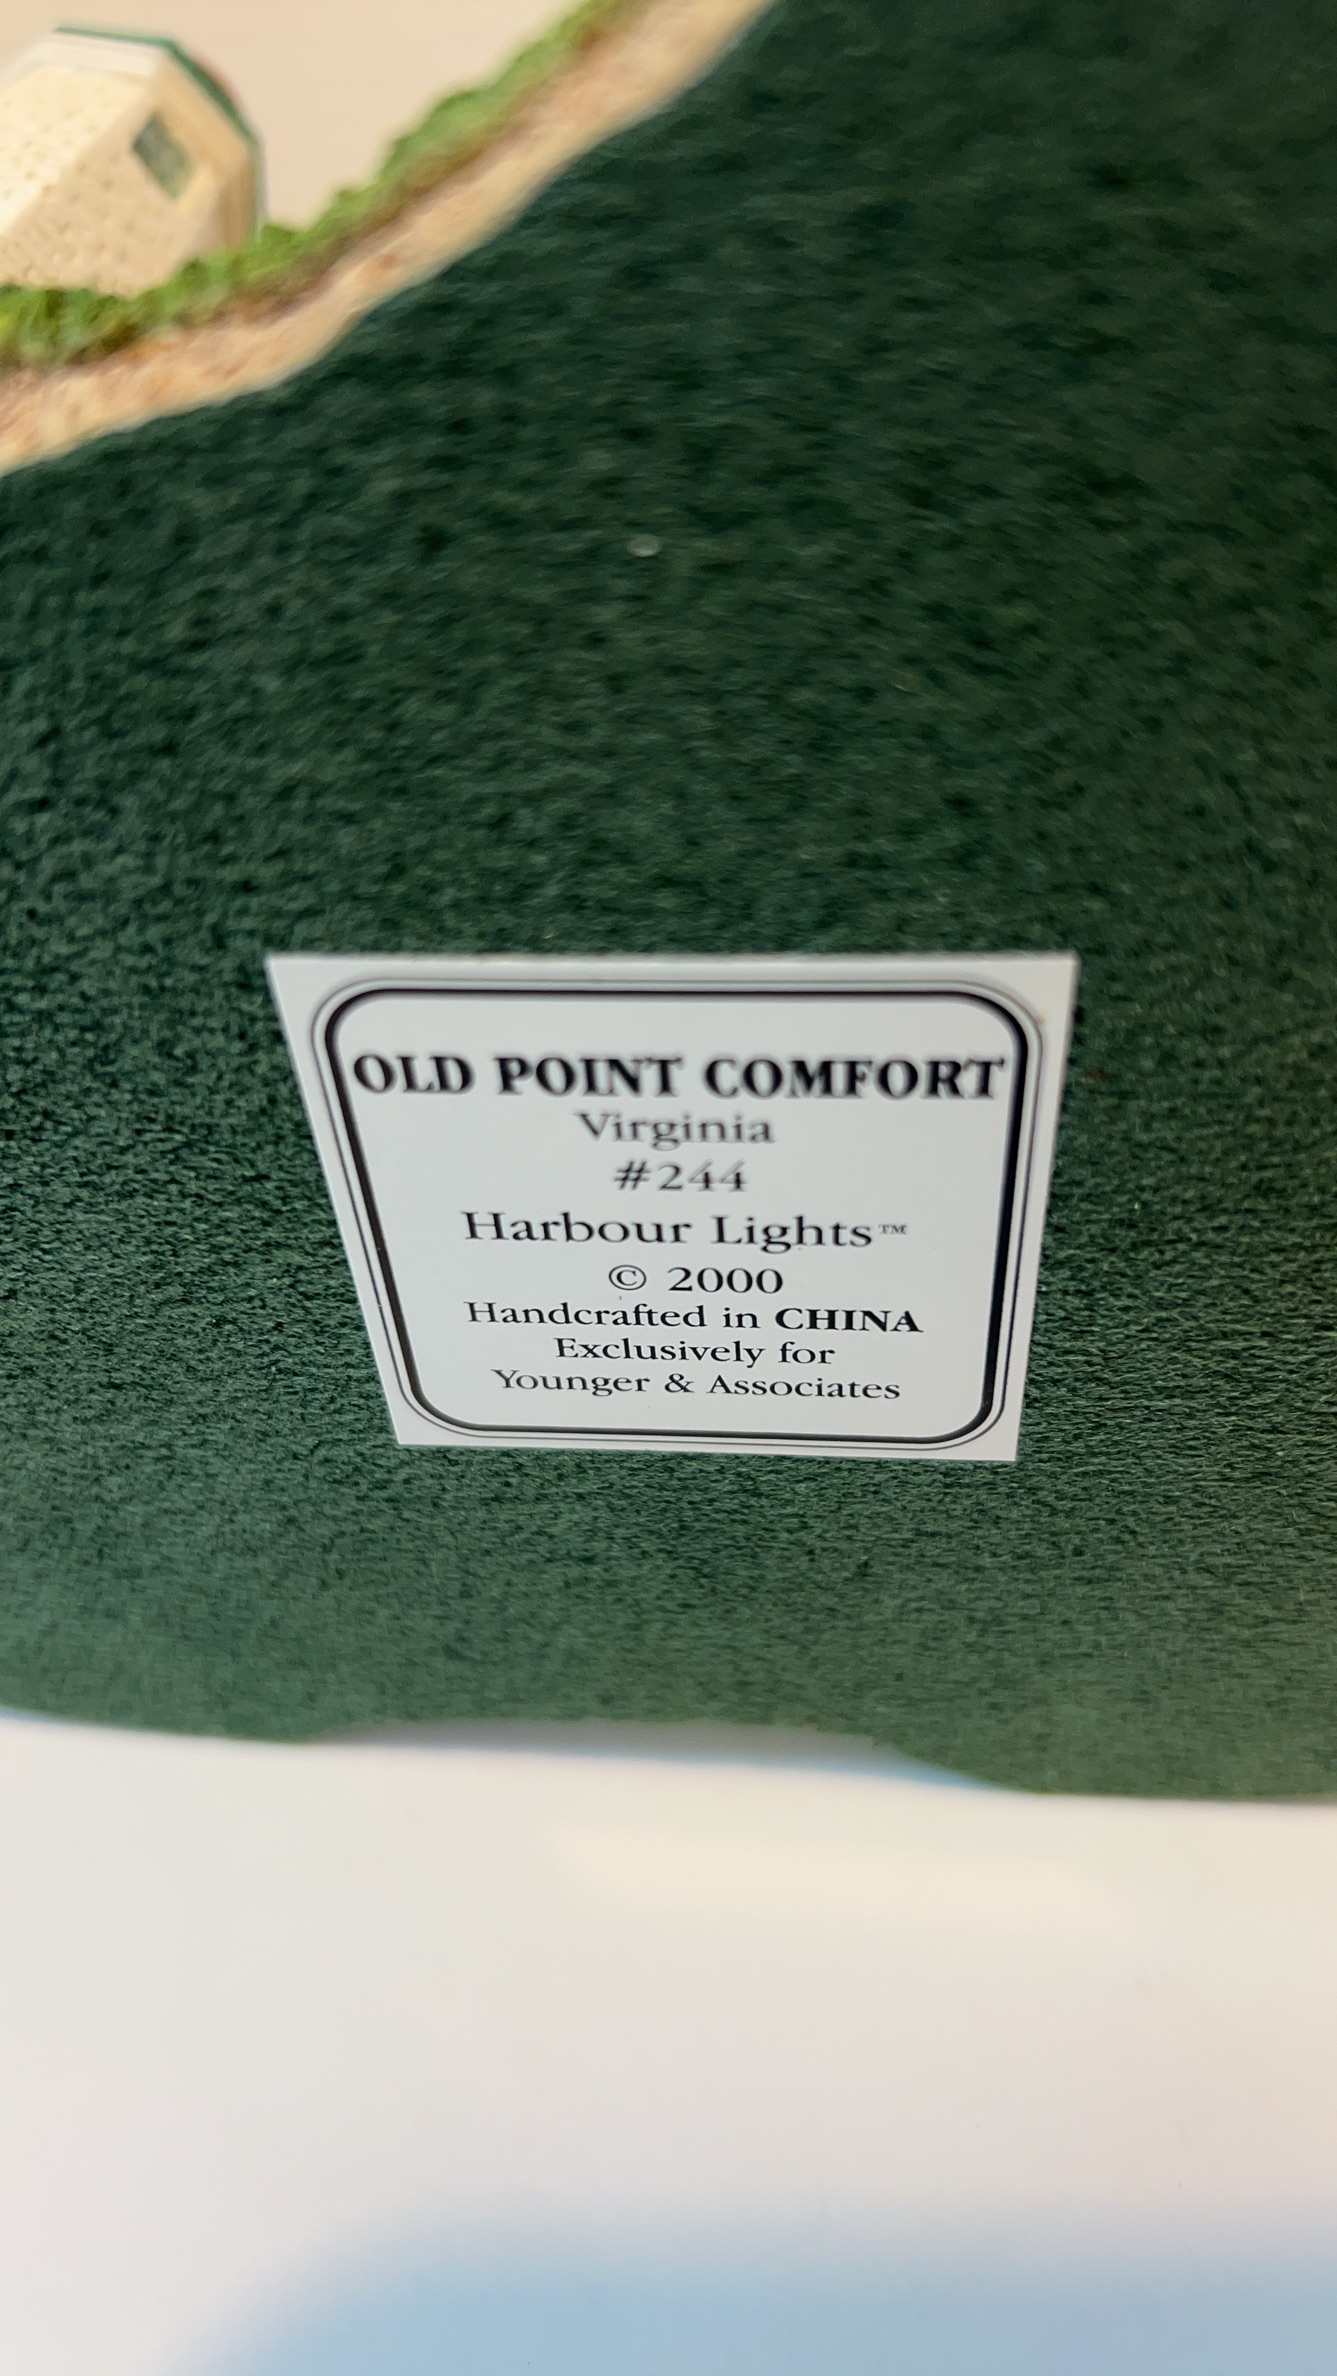 OLD POINT COMFORT
Virginia
#244
Harbour Lights™
© 2000
Handcrafted in CHINA
Exclusively for
Younger & Associates